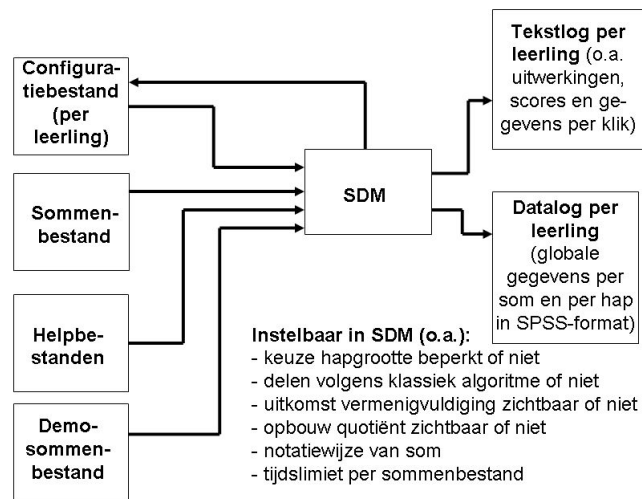 Configura-
tiebestand
(per
leerling)
Sommen-
bestand
Helpbe-
standen
Demo-
sommen-
bestand
SDM
Tekstlog per
leerling (o.a.
uitwerkingen,
scores en ge-
gevens per klik)
Datalog per
leerling
(globale
gegevens per
som en per hap
in SPSS-format)
Instelbaar in SDM (o.a.):
- keuze hapgrootte beperkt of niet
- delen volgens klassiek algoritme of niet
- uitkomst vermenigvuldiging zichtbaar of niet
- opbouw quotiënt zichtbaar of niet
- notatiewijze van som
- tijdslimiet per sommenbestand